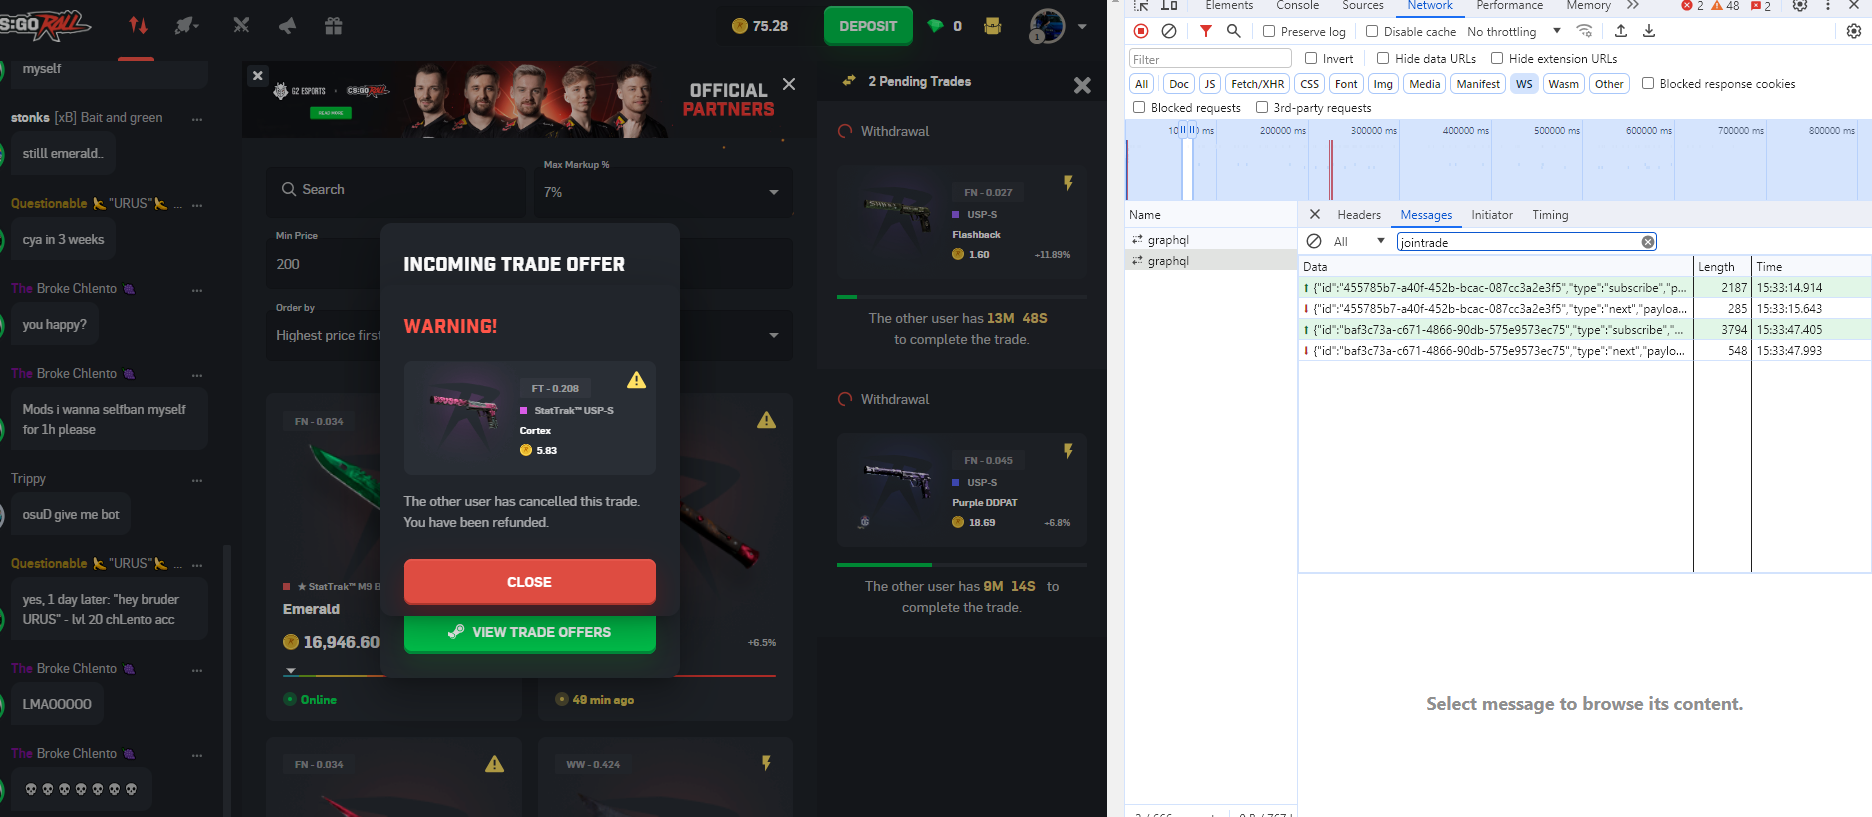 CS:GO ROLL
75.28
DEPOSIT
0
1
myself
stonks [xB] Bait and green ...
stilll emerald..
Questionable "URUS" ... ...
cya in 3 weeks
The Broke Chlento ...
you happy?
The Broke Chlento ...
Mods i wanna selfban myself
for 1h please
Trippy ...
osuD give me bot
Questionable "URUS" ... ...
yes, 1 day later: "hey bruder
URUS" - lvl 20 chLento acc
The Broke Chlento ...
LMAOOOOO
The Broke Chlento ...
💀 💀 💀 💀 💀 💀 💀
G2 ESPORTS
CS:GO ROLL
READ MORE
OFFICIAL
PARTNERS
Search
Max Markup %
7%
Min Price
200
Order by
Highest price first
FN - 0.034
★ StatTrak™ M9 B
Emerald
16,946.60
Online
+6.5%
49 min ago
FN - 0.034
WW - 0.424
INCOMING TRADE OFFER
WARNING!
FT - 0.208
StatTrak™ USP-S
Cortex
5.83
The other user has cancelled this trade.
You have been refunded.
CLOSE
VIEW TRADE OFFERS
2 Pending Trades
Withdrawal
FN - 0.027
USP-S
Flashback
1.60 +11.89%
The other user has 13M 48S
to complete the trade.
Withdrawal
FN - 0.045
USP-S
Purple DDPAT
18.69 +6.8%
The other user has 9M 14S to
complete the trade.
Elements Console Sources Network Performance Memory 2 48 2
Preserve log Disable cache No throttling
Filter Invert Hide data URLs Hide extension URLs
All Doc JS Fetch/XHR CSS Font Img Media Manifest WS Wasm Other Blocked response cookies
Blocked requests 3rd-party requests
ms 200000 ms 300000 ms 400000 ms 500000 ms 600000 ms 700000 ms 800000 ms
Name
graphql
graphql
Headers Messages Initiator Timing
All jointrade
Data Length Time
{"id":"455785b7-a40f-452b-bcac-087cc3a2e3f5","type":"subscribe","p... 2187 15:33:14.914
{"id":"455785b7-a40f-452b-bcac-087cc3a2e3f5","type":"next","payloa... 285 15:33:15.643
{"id":"baf3c73a-c671-4866-90db-575e9573ec75","type":"subscribe","... 3794 15:33:47.405
{"id":"baf3c73a-c671-4866-90db-575e9573ec75","type":"next","paylo... 548 15:33:47.993
Select message to browse its content.